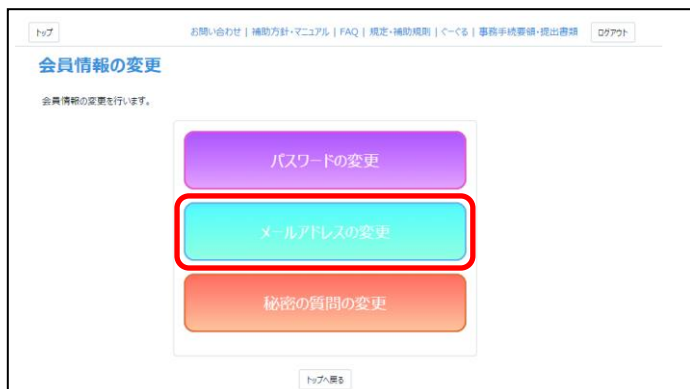 トップ お問い合わせ | 補助方針・マニュアル | FAQ | 規定・補助規則 | ぐーぐる | 事務手続要領・提出書類 ログアウト
会員情報の変更
会員情報の変更を行います。
パスワードの変更
メールアドレスの変更
秘密の質問の変更
トップへ戻る